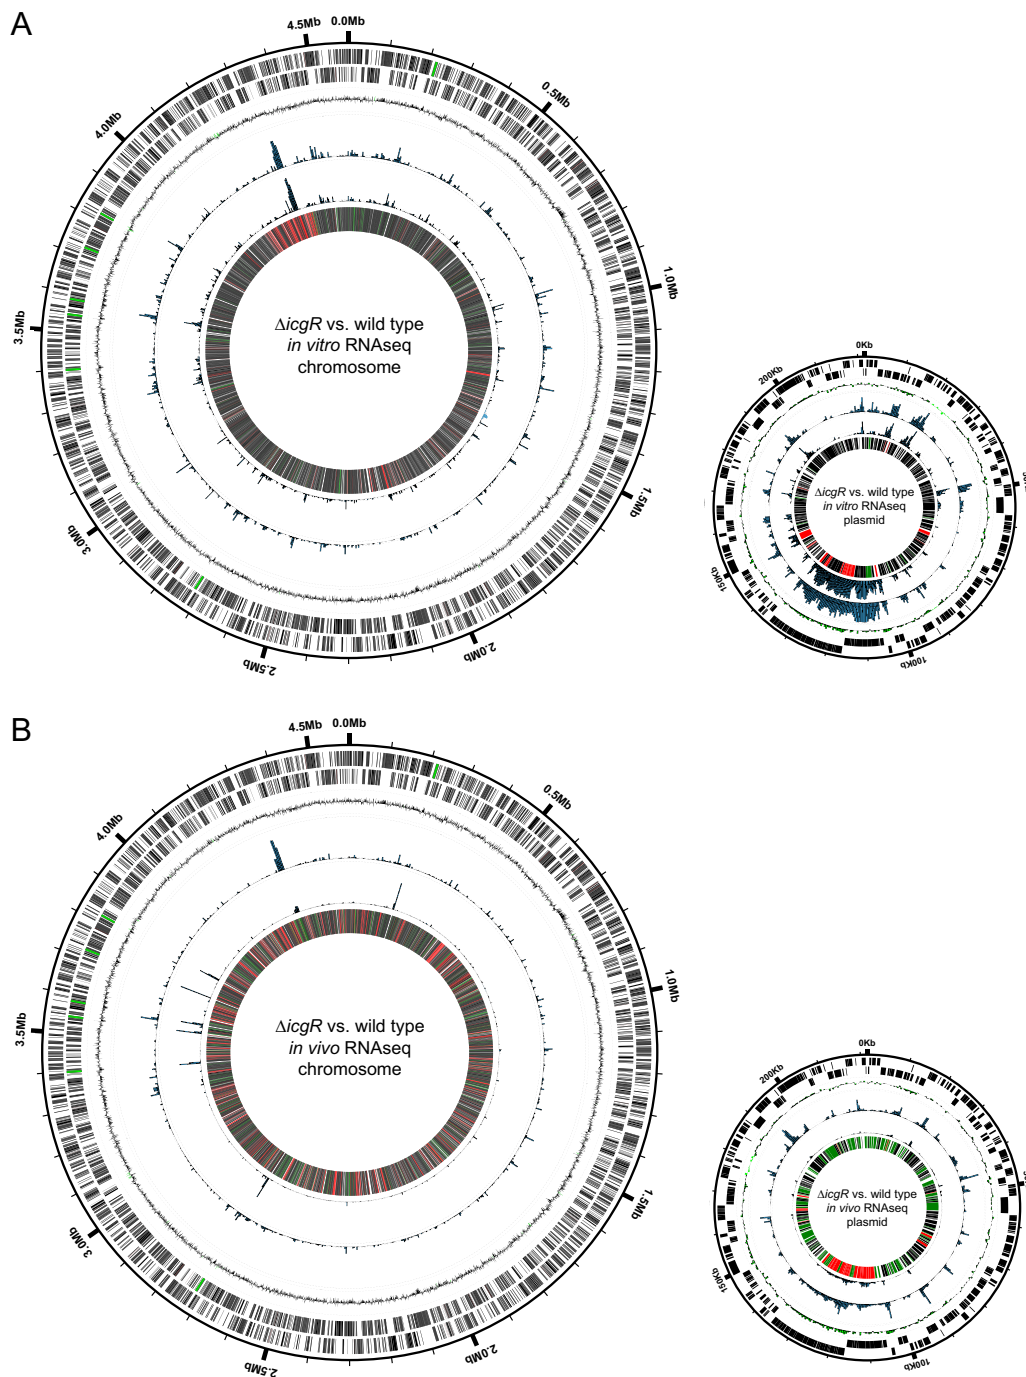 A
4.5Mb
0.0Mb
0.5Mb
1.0Mb
1.5Mb
2.0Mb
2.5Mb
3.0Mb
3.5Mb
4.0Mb
ΔicgR vs. wild type
in vitro RNAseq
chromosome
0Kb
100Kb
150Kb
200Kb
ΔicgR vs. wild type
in vitro RNAseq
plasmid
B
4.5Mb
0.0Mb
0.5Mb
1.0Mb
1.5Mb
2.0Mb
2.5Mb
3.0Mb
3.5Mb
4.0Mb
ΔicgR vs. wild type
in vivo RNAseq
chromosome
0Kb
100Kb
150Kb
200Kb
ΔicgR vs. wild type
in vivo RNAseq
plasmid